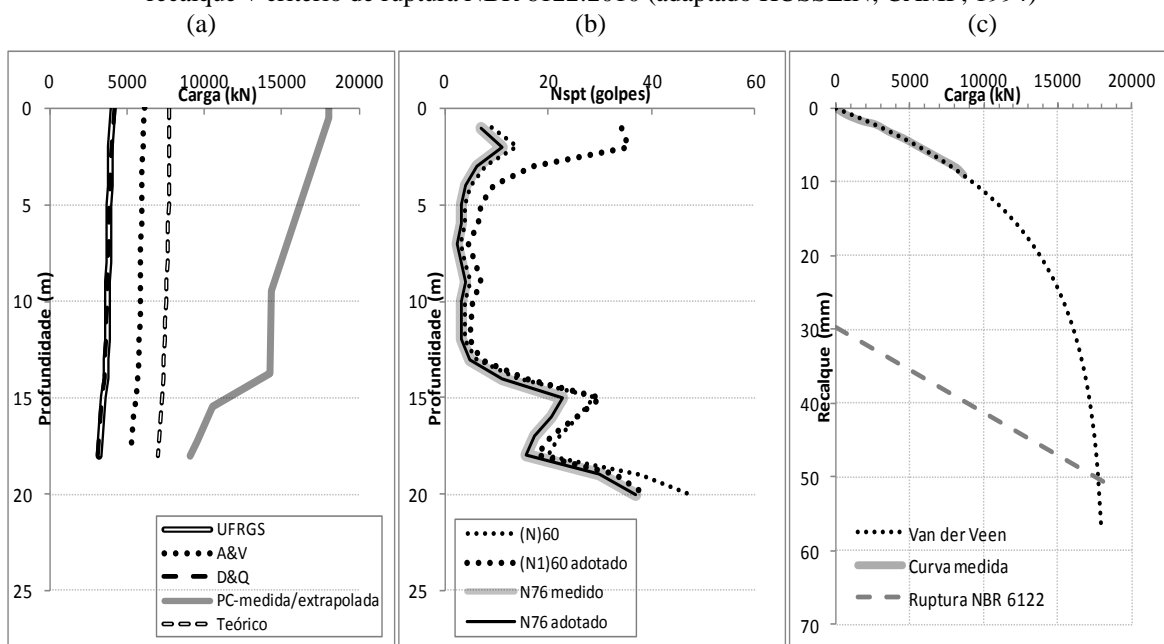 recalque + critério de ruptura NBR 6122:2010 (adaptado HUSSEIN; CAMP, 1994)
(a) (b) (c)
0 5000 10000 15000 20000
Carga (kN)
0
5
10
15
20
25
Profundidade (m)
UFRGS
A&V
D&Q
PC-medida/extrapolada
Teórico
0 20 40 60
Nspt (golpes)
0
5
10
15
20
25
Profundidade (m)
(N)60
(N1)60 adotado
N76 medido
N76 adotado
0 5000 10000 15000 20000
Carga (kN)
0
10
20
30
40
50
60
70
Recalque (mm)
Van der Veen
Curva medida
Ruptura NBR 6122